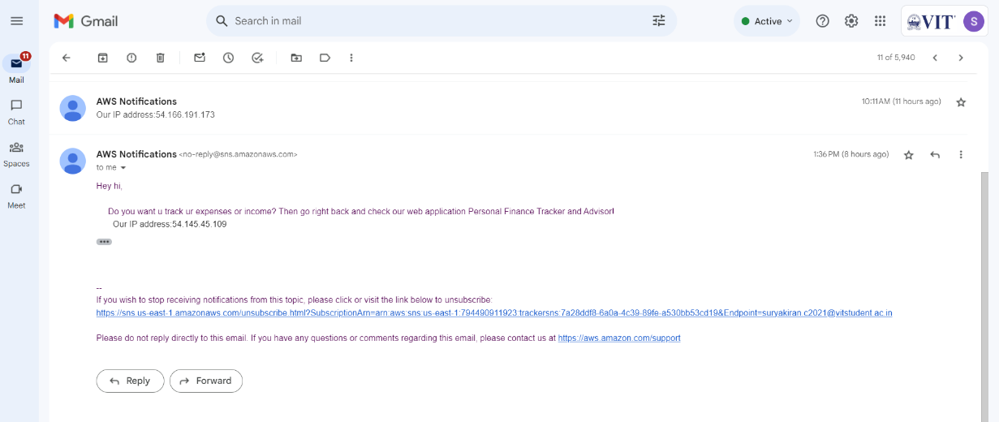 Gmail
Search in mail
Active
VIT
S
11
Mail
Chat
Spaces
Meet
11 of 5,940
AWS Notifications
10:11 AM (11 hours ago)
Our IP address:54.166.191.173
AWS Notifications <no-reply@sns.amazonaws.com>
1:36 PM (8 hours ago)
to me
Hey hi,
Do you want u track ur expenses or income? Then go right back and check our web application Personal Finance Tracker and Advisor!
Our IP address:54.145.45.109
--
If you wish to stop receiving notifications from this topic, please click or visit the link below to unsubscribe:
https://sns.us-east-1.amazonaws.com/unsubscribe.html?SubscriptionArn=arn:aws:sns:us-east-1:794490911923:trackersns:7a28ddf8-6a0a-4c39-89fe-a530bb53cd19&Endpoint=suryakiran.c2021@vitstudent.ac.in
Please do not reply directly to this email. If you have any questions or comments regarding this email, please contact us at https://aws.amazon.com/support
Reply
Forward